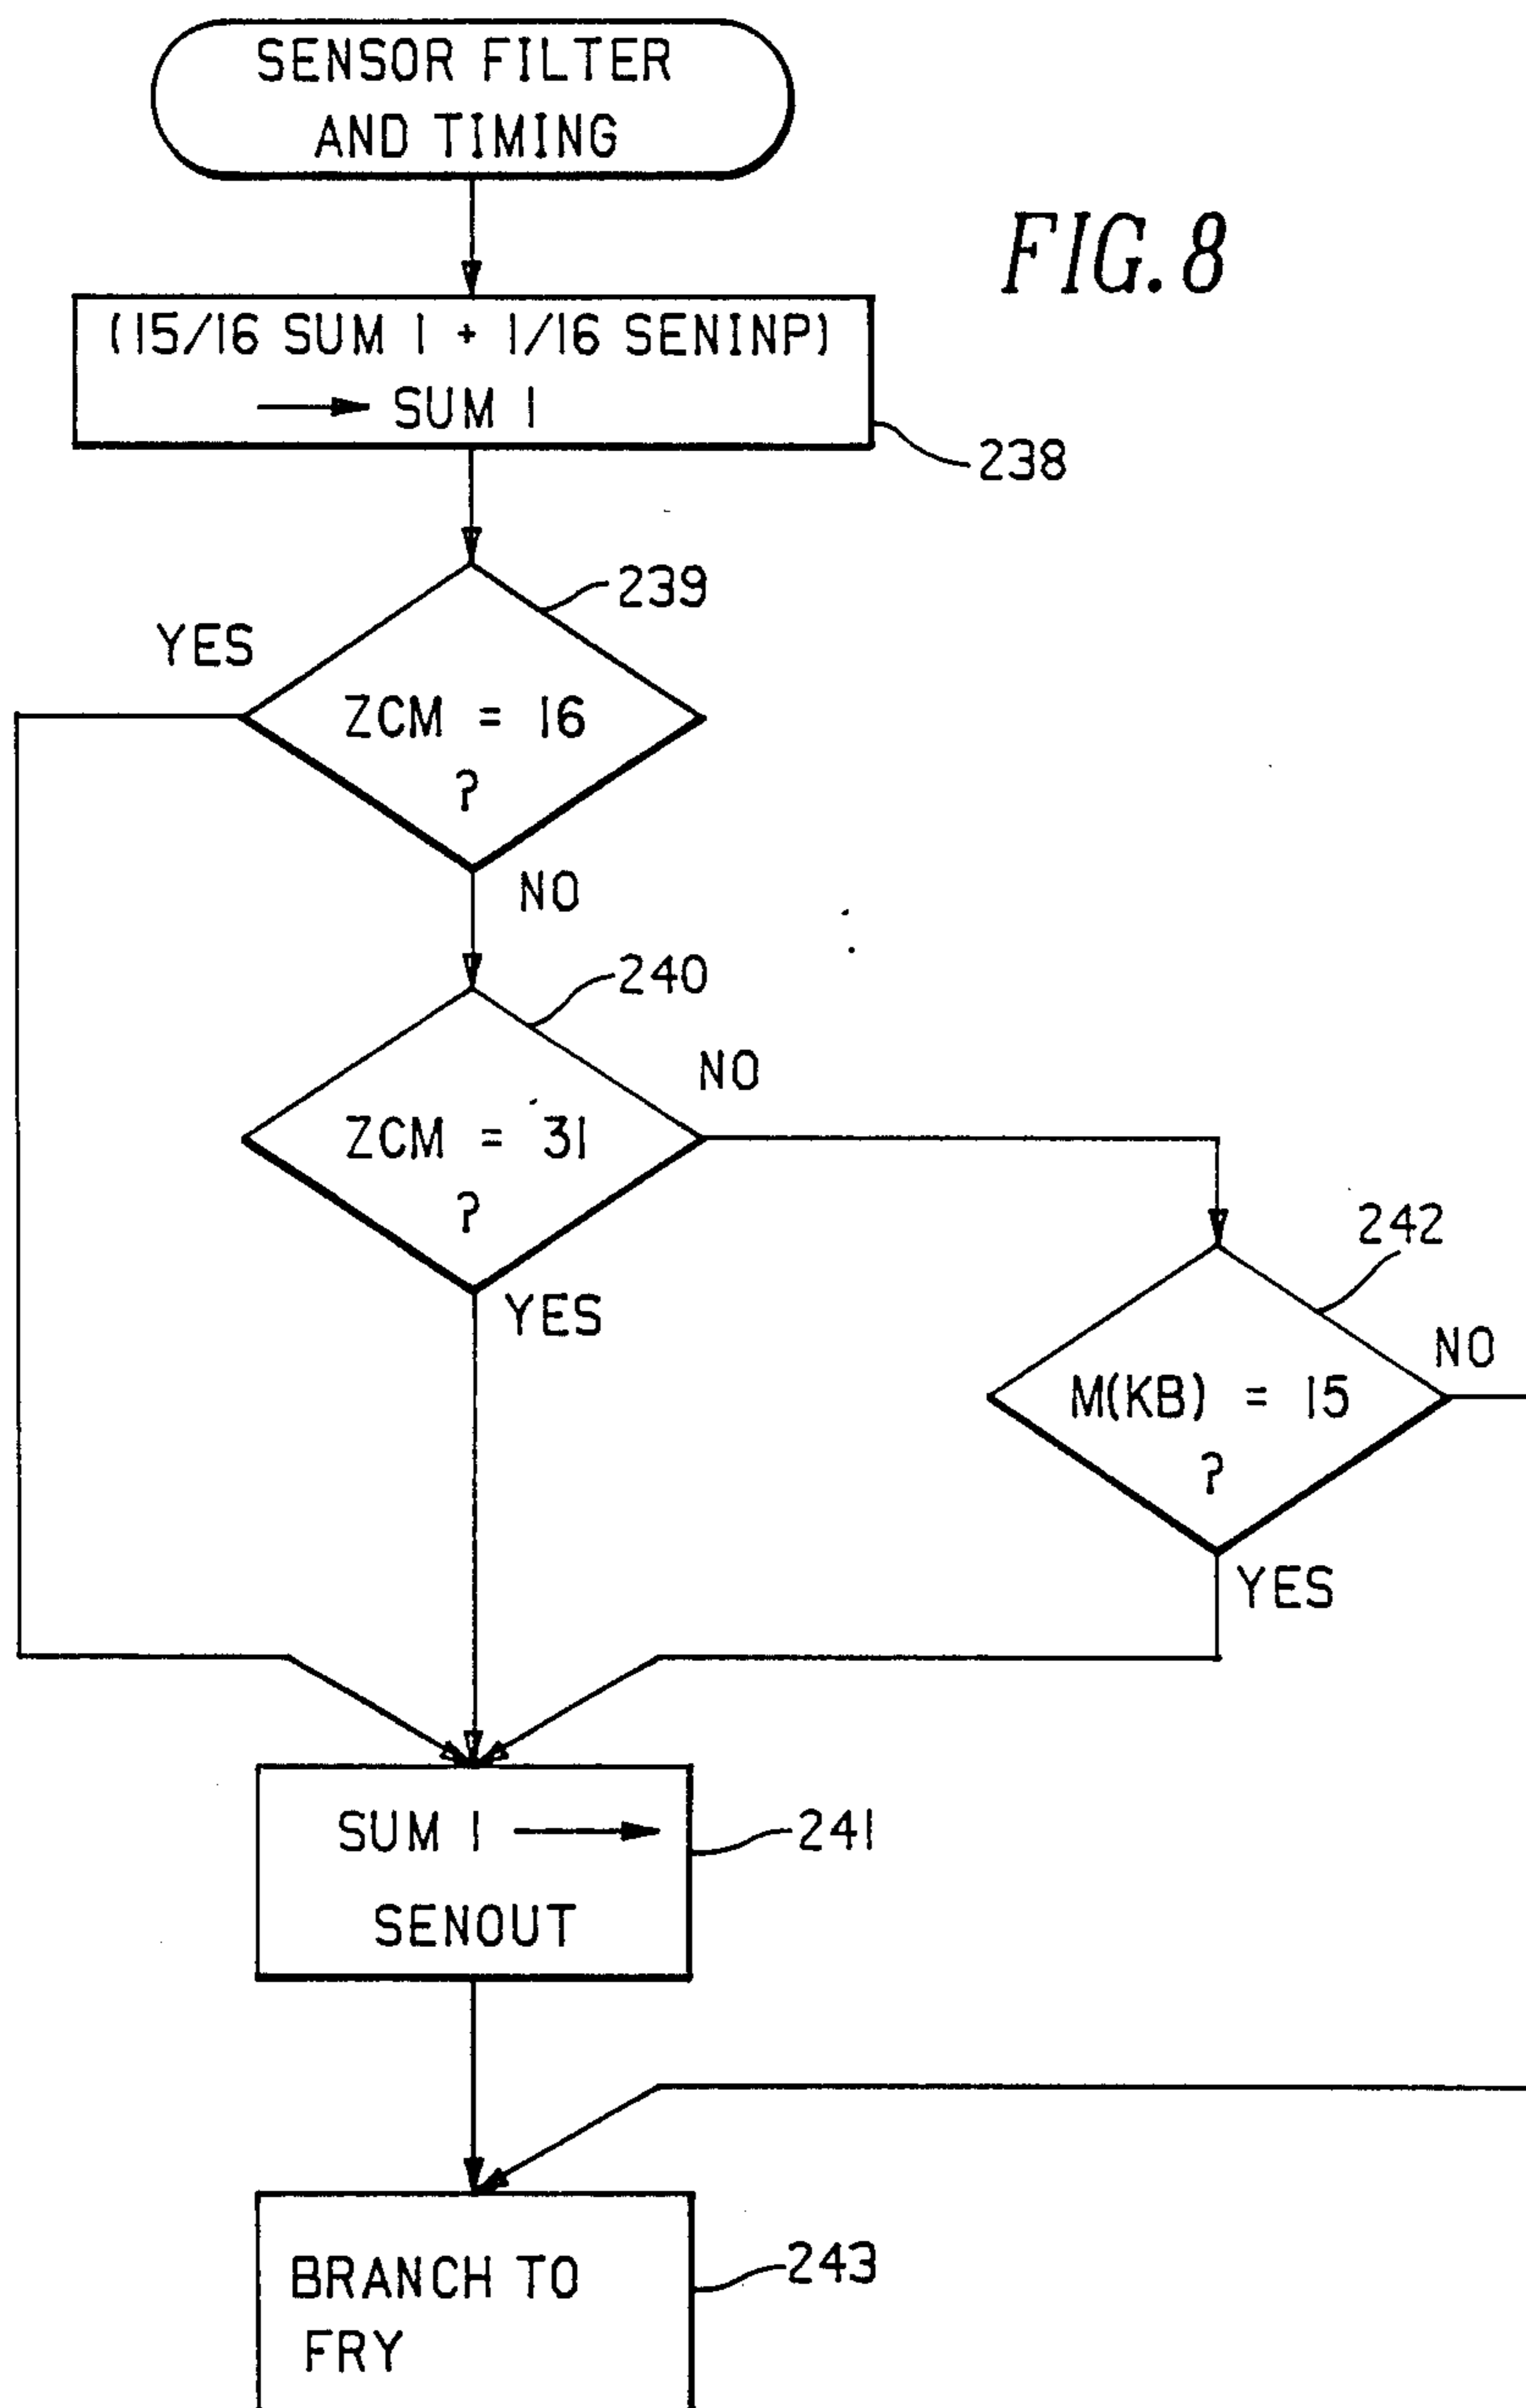 SENSOR FILTER
AND TIMING
FIG. 8
(15/16 SUM 1 + 1/16 SENINP)
→ SUM 1
238
239
YES
ZCM = 16
?
NO
240
NO
ZCM = 31
?
YES
242
NO
M(KB) = 15
?
YES
SUM 1 →
SENOUT
241
BRANCH TO
FRY
243